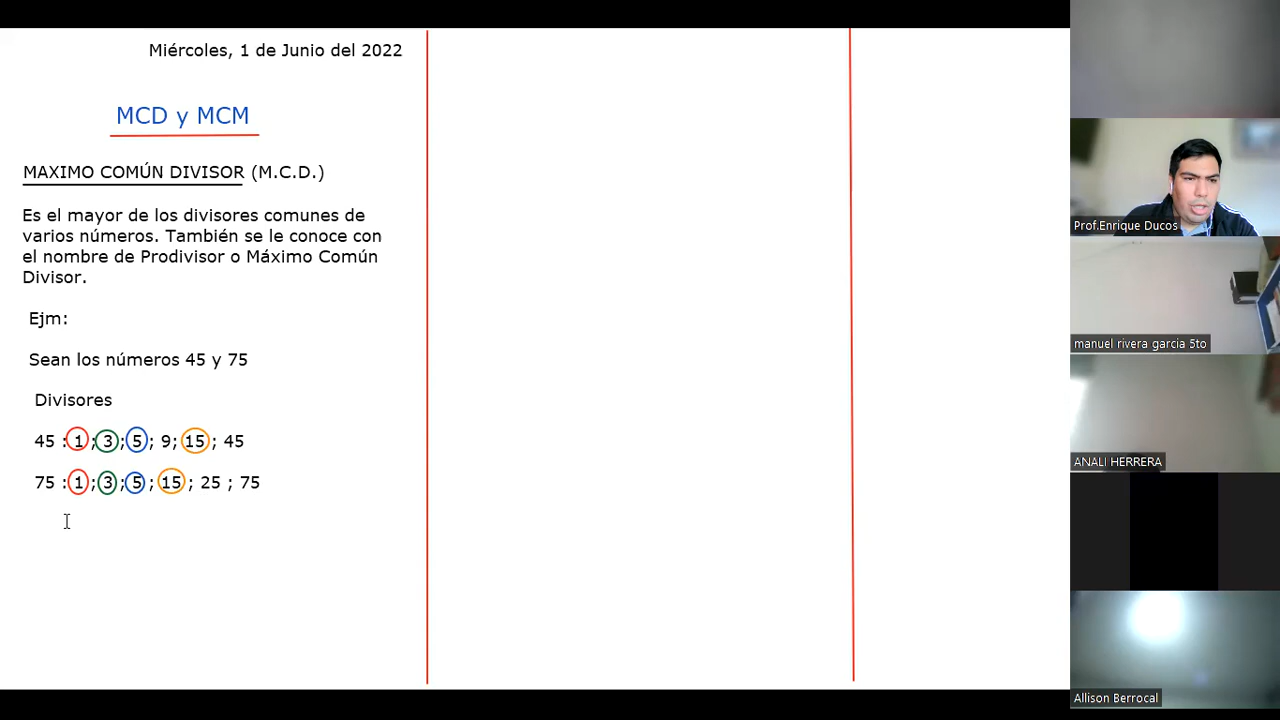 Miércoles, 1 de Junio del 2022
MCD y MCM
MAXIMO COMÚN DIVISOR (M.C.D.)
Es el mayor de los divisores comunes de
varios números. También se le conoce con
el nombre de Prodivisor o Máximo Común
Divisor.
Ejm:
Sean los números 45 y 75
Divisores
45 : 1 ; 3 ; 5 ; 9; 15 ; 45
75 : 1 ; 3 ; 5 ; 15 ; 25 ; 75
Prof.Enrique Ducos
manuel rivera garcia 5to
ANALI HERRERA
Allison Berrocal